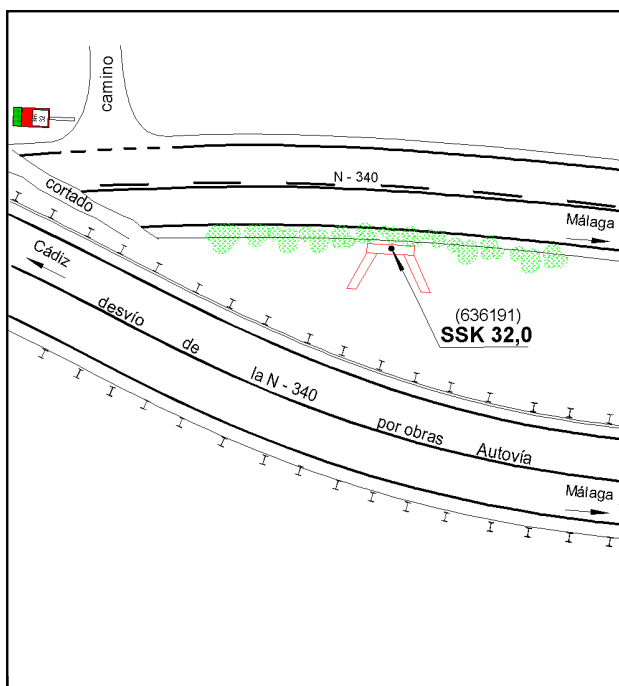 camino
N - 340
cortado
Málaga
Cádiz
(636191)
SSK 32,0
desvío de la N - 340 por obras Autovía
Málaga